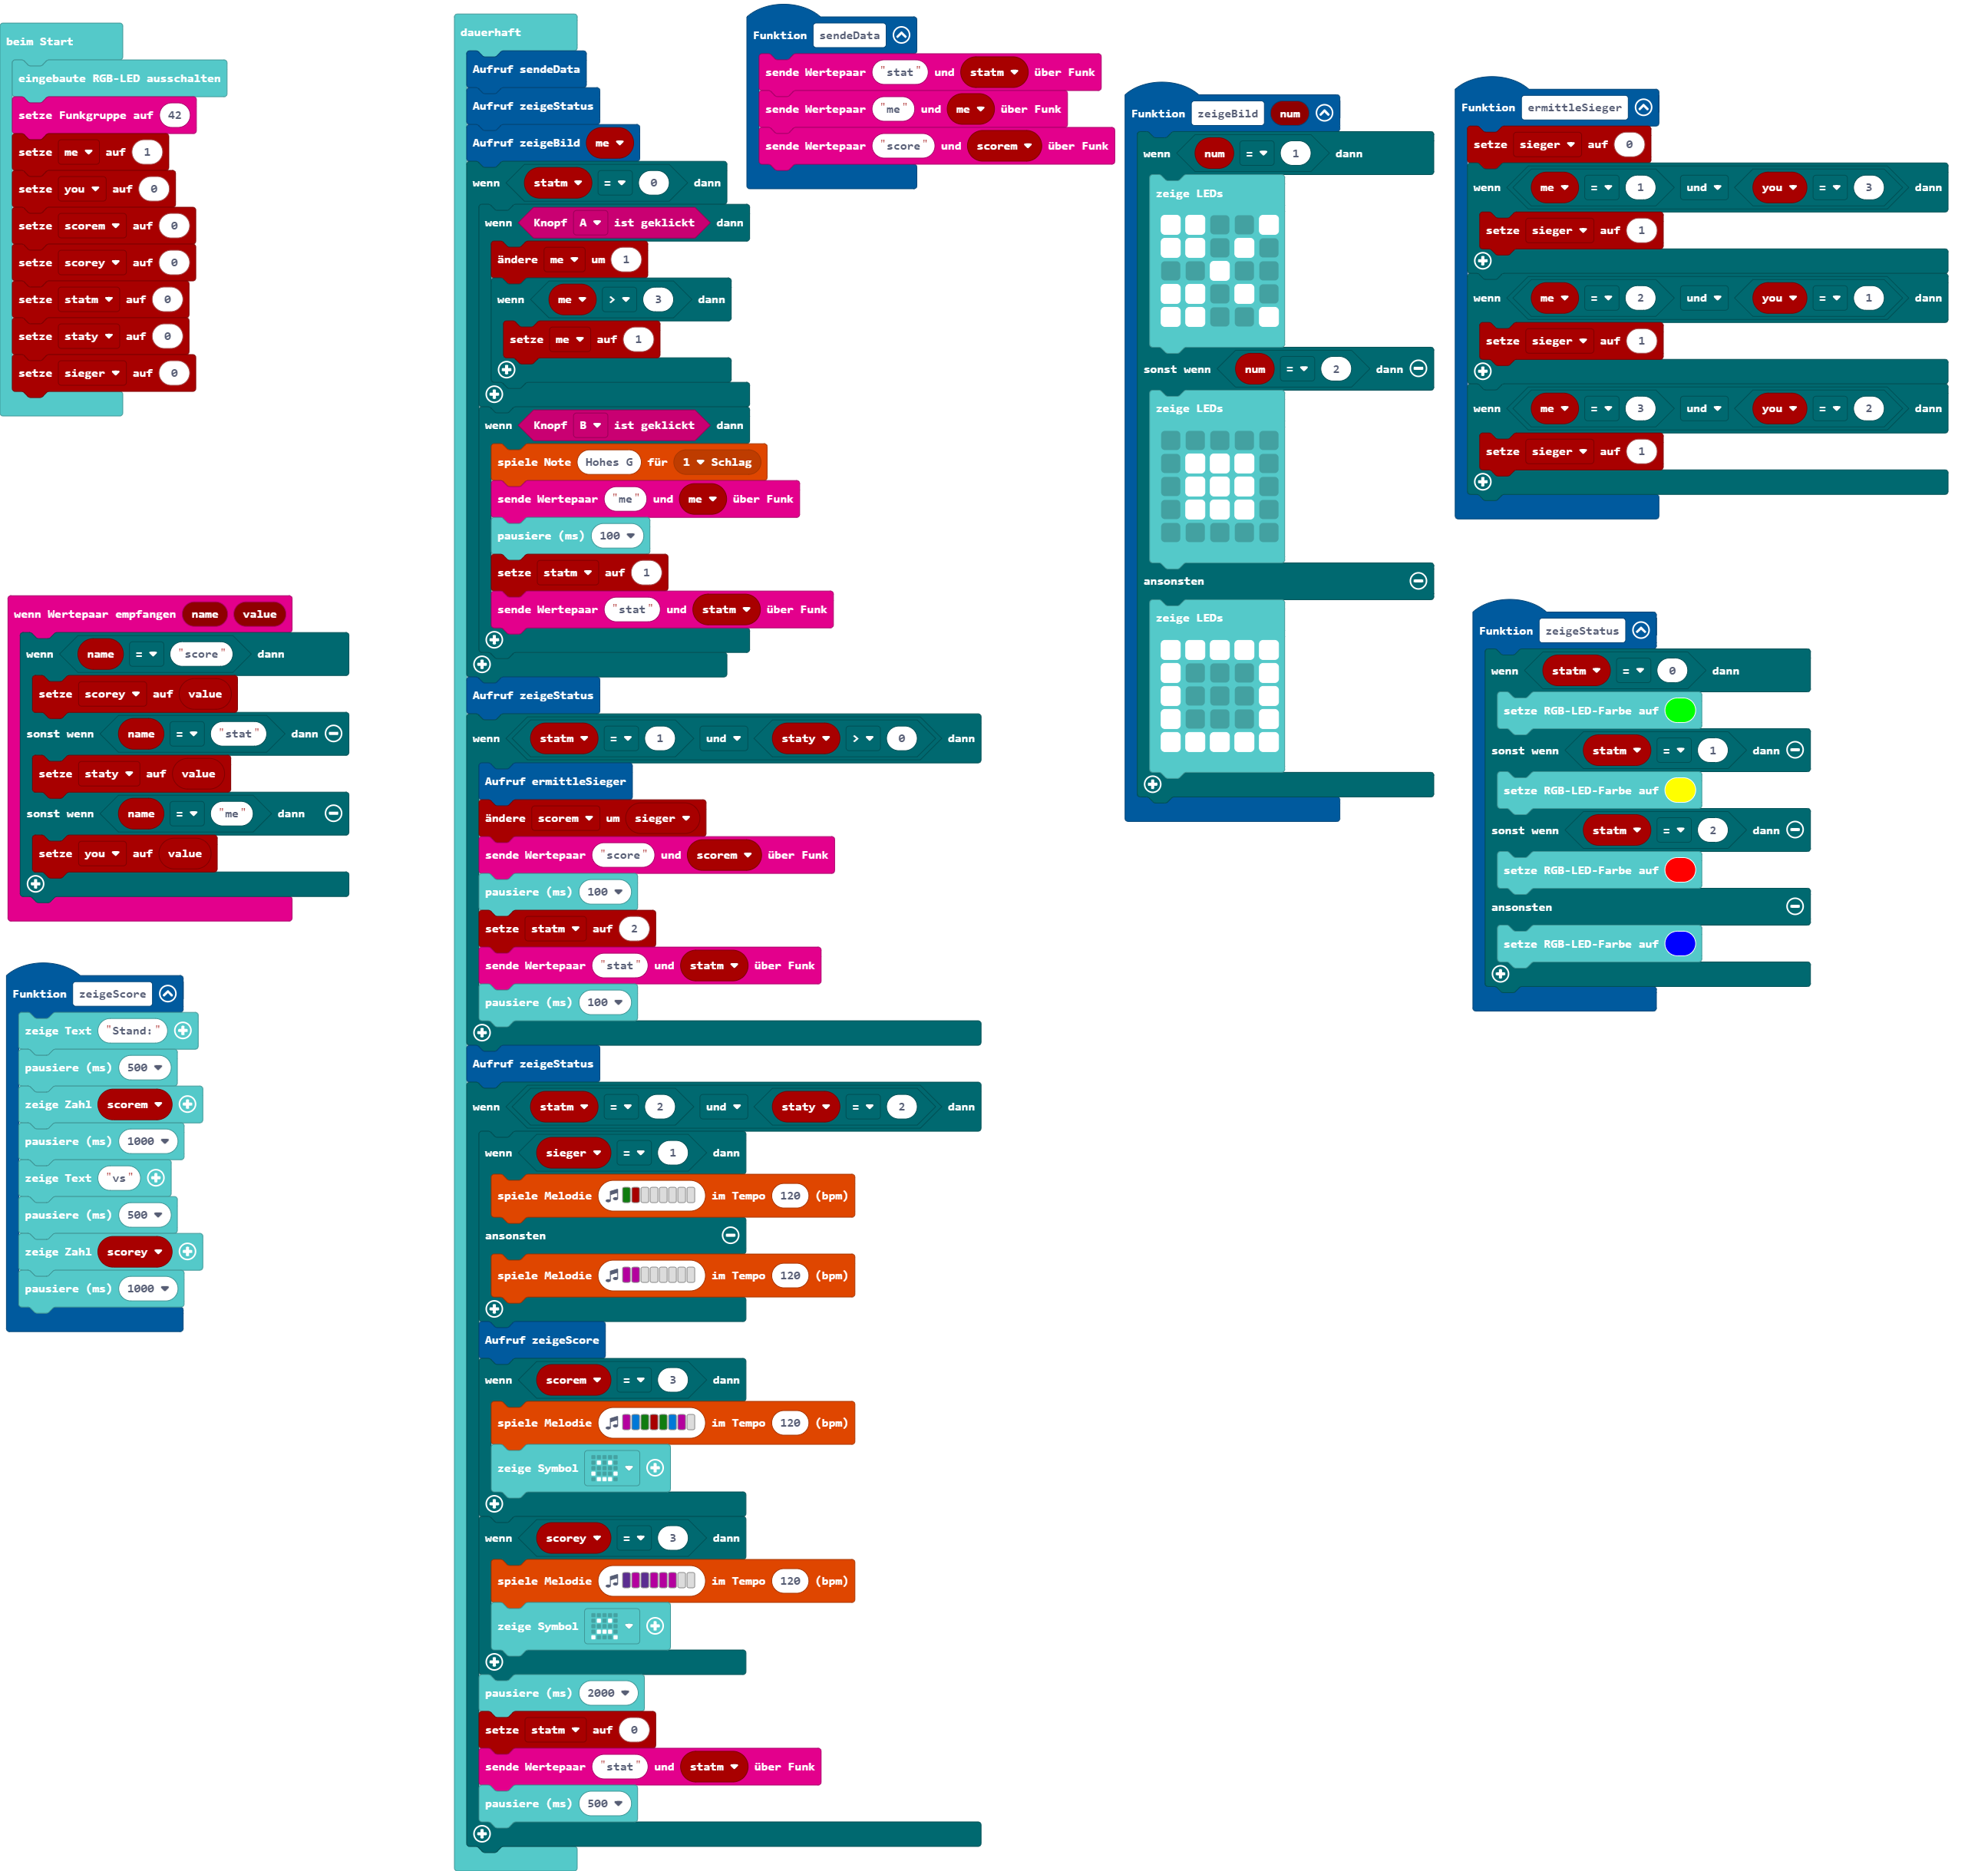 beim Start
eingebaute RGB-LED ausschalten
setze Funkgruppe auf 42
setze me auf 1
setze you auf 0
setze scorem auf 0
setze scorey auf 0
setze statm auf 0
setze staty auf 0
setze sieger auf 0
wenn Wertepaar empfangen name value
wenn name = "score" dann
setze scorey auf value
sonst wenn name = "stat" dann
setze staty auf value
sonst wenn name = "me" dann
setze you auf value
Funktion zeigeScore
zeige Text "Stand:"
pausiere (ms) 500
zeige Zahl scorem
pausiere (ms) 1000
zeige Text "vs"
pausiere (ms) 500
zeige Zahl scorey
pausiere (ms) 1000
dauerhaft
Aufruf sendeData
Aufruf zeigeStatus
Aufruf zeigeBild me
wenn statm = 0 dann
wenn Knopf A ist geklickt dann
ändere me um 1
wenn me > 3 dann
setze me auf 1
wenn Knopf B ist geklickt dann
spiele Note Hohes G für 1 Schlag
sende Wertepaar "me" und me über Funk
pausiere (ms) 100
setze statm auf 1
sende Wertepaar "stat" und statm über Funk
Aufruf zeigeStatus
wenn statm = 1 und staty > 0 dann
Aufruf ermittleSieger
ändere scorem um sieger
sende Wertepaar "score" und scorem über Funk
pausiere (ms) 100
setze statm auf 2
sende Wertepaar "stat" und statm über Funk
pausiere (ms) 100
Aufruf zeigeStatus
wenn statm = 2 und staty = 2 dann
wenn sieger = 1 dann
spiele Melodie im Tempo 120 (bpm)
ansonsten
spiele Melodie im Tempo 120 (bpm)
Aufruf zeigeScore
wenn scorem = 3 dann
spiele Melodie im Tempo 120 (bpm)
zeige Symbol
wenn scorey = 3 dann
spiele Melodie im Tempo 120 (bpm)
zeige Symbol
pausiere (ms) 2000
setze statm auf 0
sende Wertepaar "stat" und statm über Funk
pausiere (ms) 500
Funktion sendeData
sende Wertepaar "stat" und statm über Funk
sende Wertepaar "me" und me über Funk
sende Wertepaar "score" und scorem über Funk
Funktion zeigeBild num
wenn num = 1 dann
zeige LEDs
sonst wenn num = 2 dann
zeige LEDs
ansonsten
zeige LEDs
Funktion ermittleSieger
setze sieger auf 0
wenn me = 1 und you = 3 dann
setze sieger auf 1
wenn me = 2 und you = 1 dann
setze sieger auf 1
wenn me = 3 und you = 2 dann
setze sieger auf 1
Funktion zeigeStatus
wenn statm = 0 dann
setze RGB-LED-Farbe auf
sonst wenn statm = 1 dann
setze RGB-LED-Farbe auf
sonst wenn statm = 2 dann
setze RGB-LED-Farbe auf
ansonsten
setze RGB-LED-Farbe auf